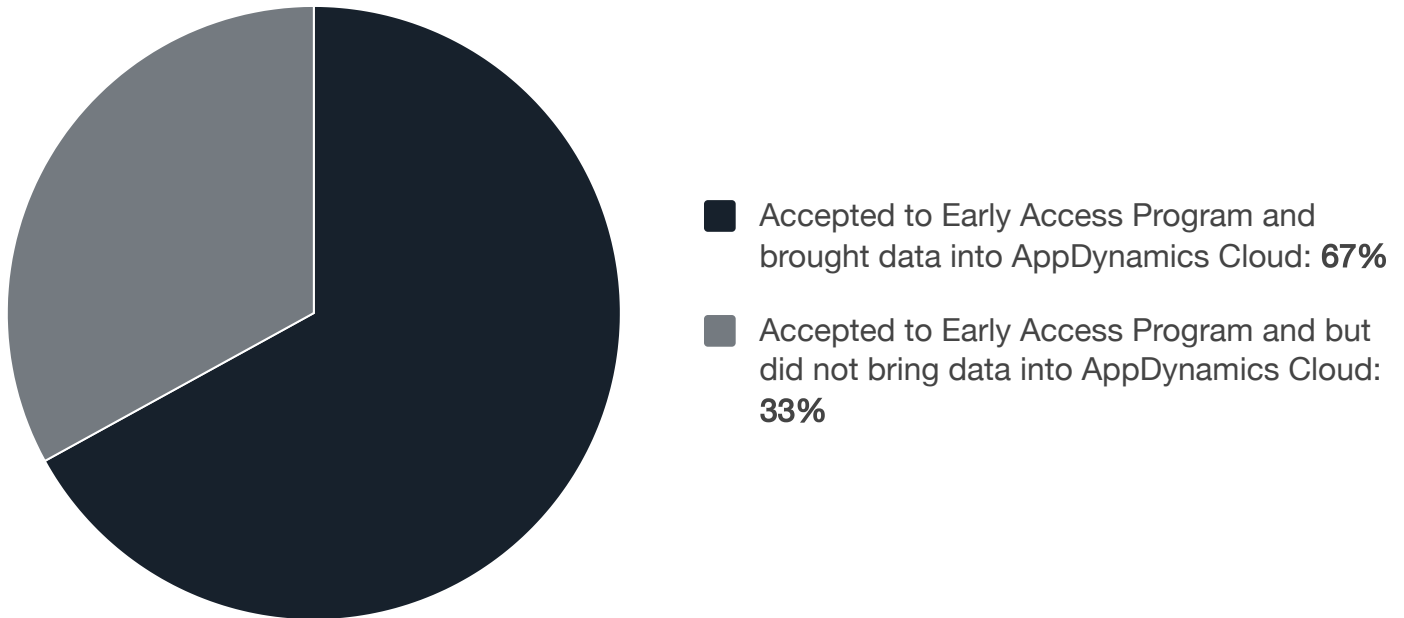 Accepted to Early Access Program and
brought data into AppDynamics Cloud: 67%
Accepted to Early Access Program and but
did not bring data into AppDynamics Cloud:
33%